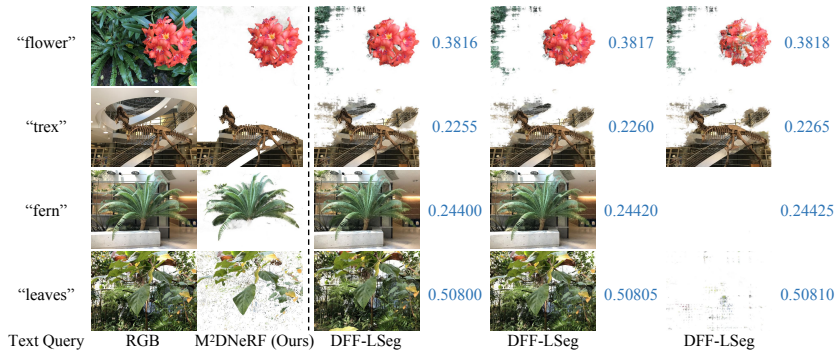 “flower” 0.3816 0.3817 0.3818
“trex” 0.2255 0.2260 0.2265
“fern” 0.24400 0.24420 0.24425
“leaves” 0.50800 0.50805 0.50810
Text Query RGB M²DNeRF (Ours) DFF-LSeg DFF-LSeg DFF-LSeg